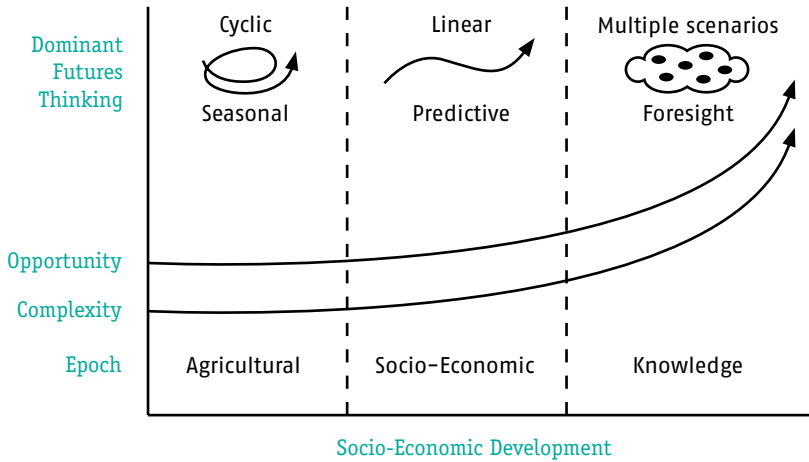 Dominant
Futures
Thinking
Cyclic
Linear
Multiple scenarios
Seasonal
Predictive
Foresight
Opportunity
Complexity
Epoch
Agricultural
Socio-Economic
Knowledge
Socio-Economic Development